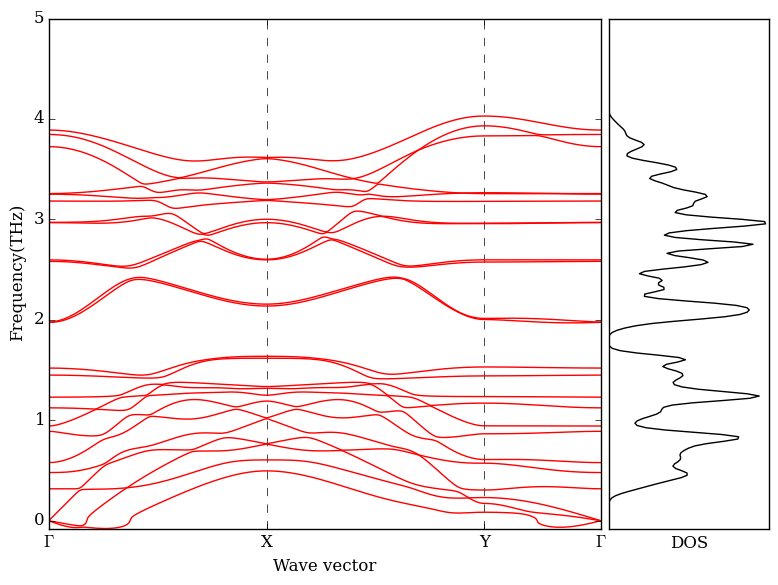 5
4
3
2
1
0
Frequency(THz)
Γ X Y Γ
Wave vector
DOS